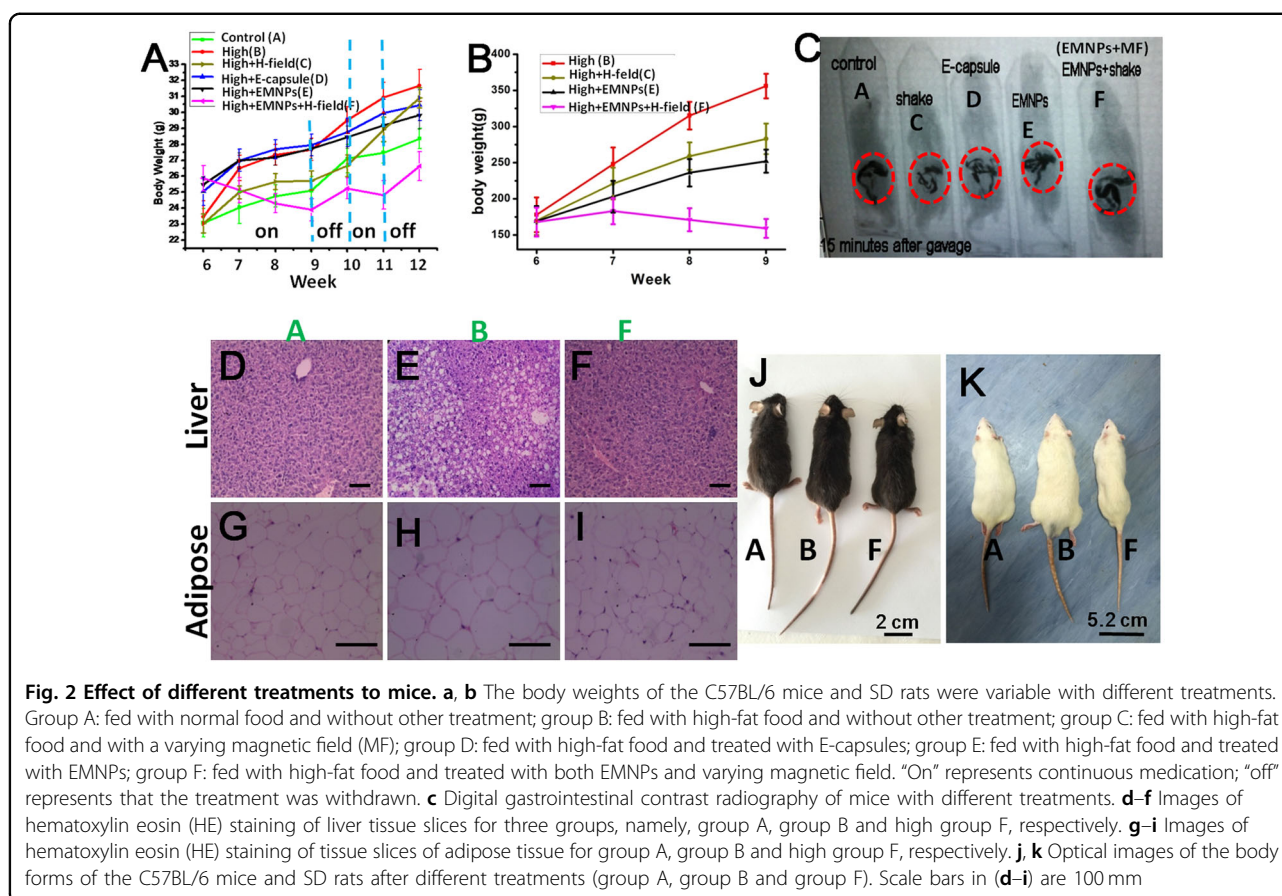 A
Control (A)
High(B)
High+H-field(C)
High+E-capsule(D)
High+EMNPs(E)
High+EMNPs+H-field(F)
Body Weight (g)
33
32
31
30
29
28
27
26
25
24
23
22
on
off
on
off
6 7 8 9 10 11 12
Week
B
High (B)
High+H-feld(C)
High+EMNPs(E)
High+EMNPs+H-field(F)
body weight(g)
400
350
300
250
200
150
6 7 8 9
Week
C
(EMNPs+MF)
control E-capsule EMNPs+shake
A shake D EMNPs F
C E
15 minutes after gavage
A B F
Liver
D E F
Adipose
G H I
J
A B F
2 cm
K
A B F
5.2 cm
Fig. 2 Effect of different treatments to mice. a, b The body weights of the C57BL/6 mice and SD rats were variable with different treatments.
Group A: fed with normal food and without other treatment; group B: fed with high-fat food and without other treatment; group C: fed with high-fat
food and with a varying magnetic field (MF); group D: fed with high-fat food and treated with E-capsules; group E: fed with high-fat food and treated
with EMNPs; group F: fed with high-fat food and treated with both EMNPs and varying magnetic field. “On” represents continuous medication; “off”
represents that the treatment was withdrawn. c Digital gastrointestinal contrast radiography of mice with different treatments. d–f Images of
hematoxylin eosin (HE) staining of liver tissue slices for three groups, namely, group A, group B and high group F, respectively. g–i Images of
hematoxylin eosin (HE) staining of tissue slices of adipose tissue for group A, group B and high group F, respectively. j, k Optical images of the body
forms of the C57BL/6 mice and SD rats after different treatments (group A, group B and group F). Scale bars in (d–i) are 100 mm